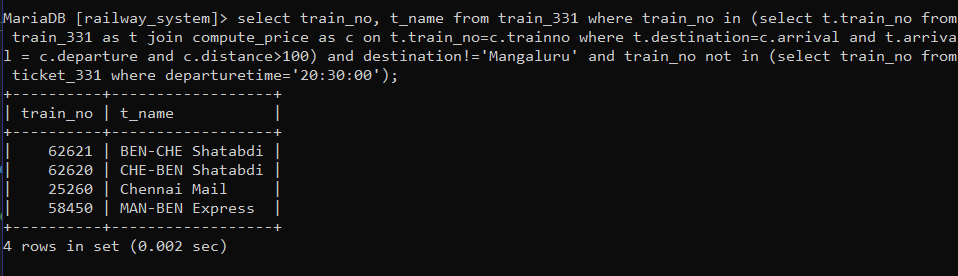 MariaDB [railway_system]> select train_no, t_name from train_331 where train_no in (select t.train_no from
 train_331 as t join compute_price as c on t.train_no=c.trainno where t.destination=c.arrival and t.arriva
l = c.departure and c.distance>100) and destination!='Mangaluru' and train_no not in (select train_no from
 ticket_331 where departuretime='20:30:00');
+----------+------------------+
| train_no | t_name           |
+----------+------------------+
|    62621 | BEN-CHE Shatabdi |
|    62620 | CHE-BEN Shatabdi |
|    25260 | Chennai Mail     |
|    58450 | MAN-BEN Express  |
+----------+------------------+
4 rows in set (0.002 sec)